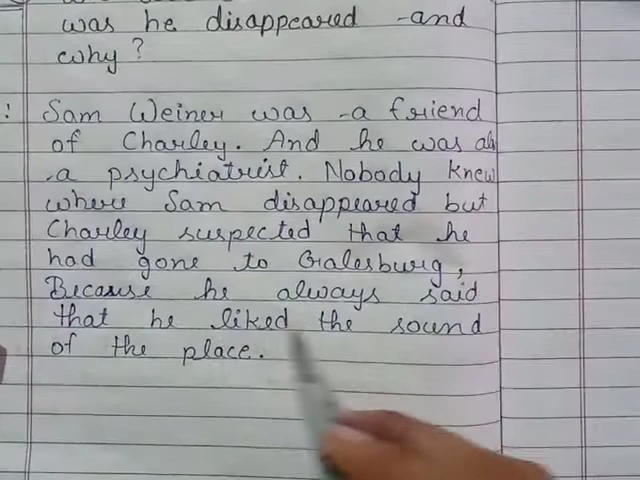 was he disappeared and
why?
: Sam Weiner was a friend
of Charley. And he was
a psychiatrist. Nobody knew
where Sam disappeared but
Charley suspected that he
had gone to Galesburg,
Because he always said
that he liked the sound
of the place.